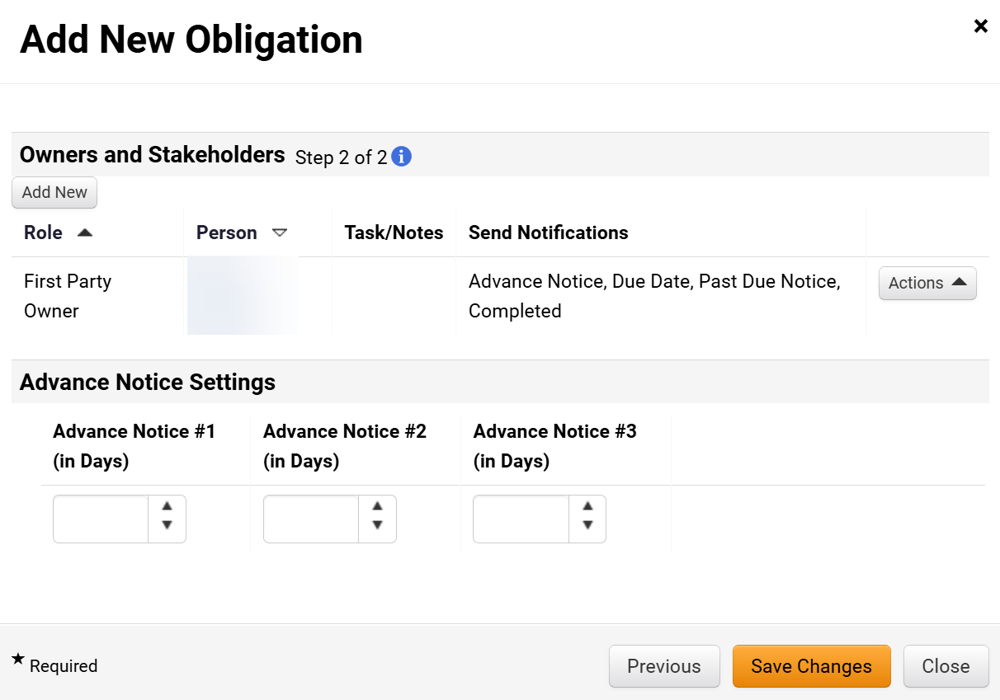 Add New Obligation
Owners and Stakeholders Step 2 of 2
Add New
Role Person Task/Notes Send Notifications
First Party
Owner
Advance Notice, Due Date, Past Due Notice,
Completed
Actions
Advance Notice Settings
Advance Notice #1
(in Days)
Advance Notice #2
(in Days)
Advance Notice #3
(in Days)
★ Required
Previous
Save Changes
Close